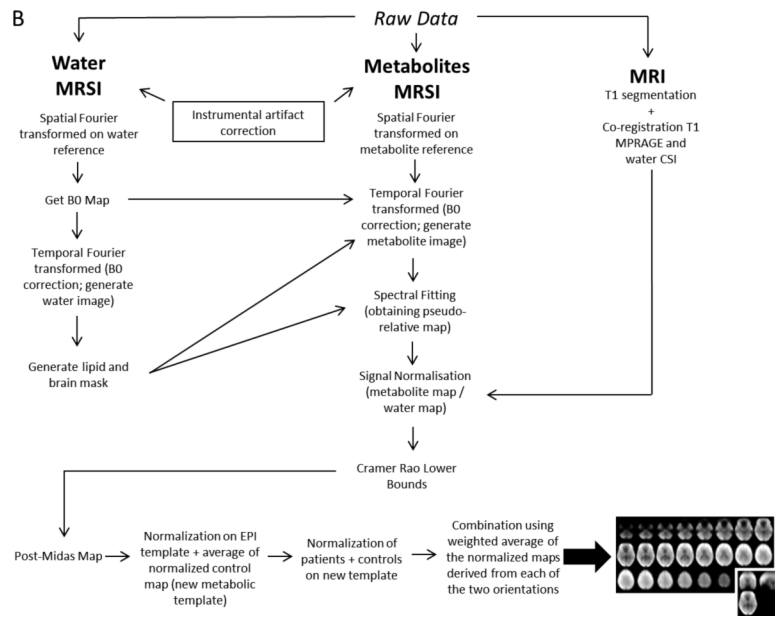 B
Raw Data
Water
MRSI
Spatial Fourier
transformed on water
reference
Get B0 Map
Temporal Fourier
transformed (B0
correction; generate
water image)
Generate lipid and
brain mask
Instrumental artifact
correction
Metabolites
MRSI
Spatial Fourier
transformed on
metabolite reference
Temporal Fourier
transformed (B0
correction; generate
metabolite image)
Spectral Fitting
(obtaining pseudo-
relative map)
Signal Normalisation
(metabolite map /
water map)
Cramer Rao Lower
Bounds
MRI
T1 segmentation
+
Co-registration T1
MPRAGE and
water CSI
Post-Midas Map
Normalization on EPI
template + average of
normalized control
map (new metabolic
template)
Normalization of
patients + controls
on new template
Combination using
weighted average of
the normalized maps
derived from each of
the two orientations